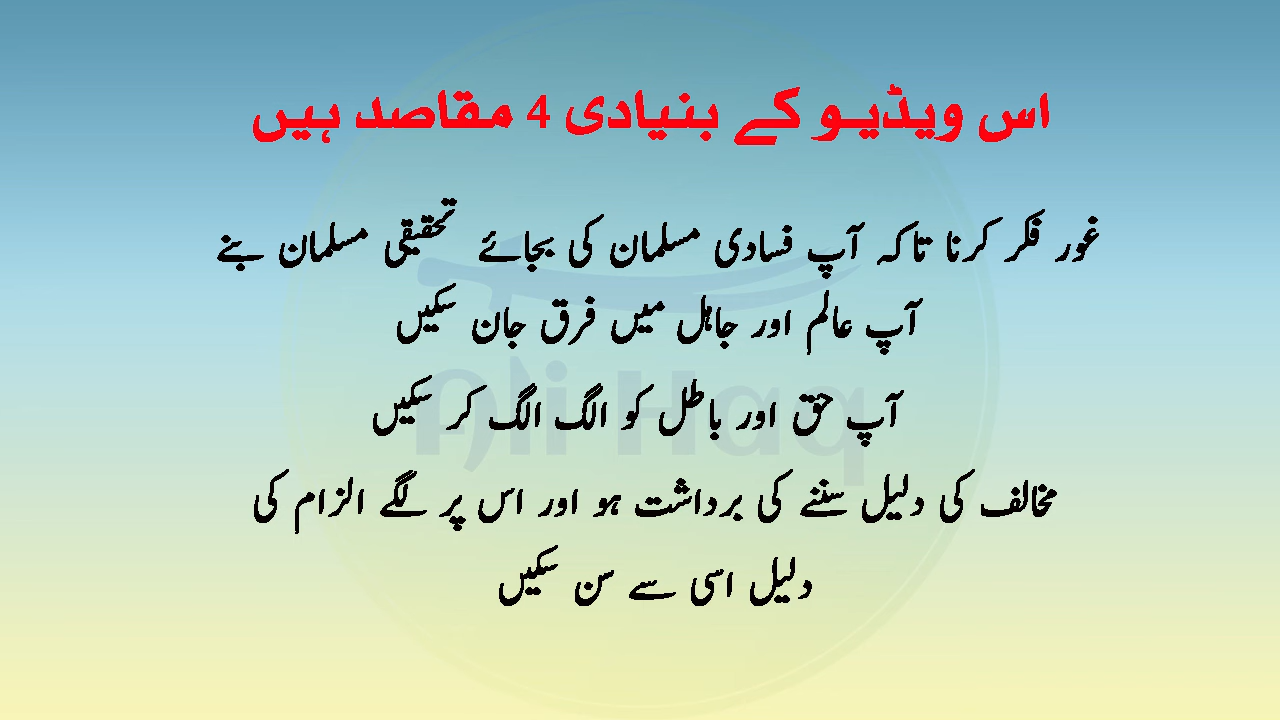 اس ویڈیو کے بنیادی 4 مقاصد ہیں
غور فکر کرنا تاکہ آپ فسادی مسلمان کی بجائے تحقیقی مسلمان بنے
آپ عالم اور جاہل میں فرق جان سکیں
Ali Haq
آپ حق اور باطل کو الگ الگ کر سکیں
مخالف کی دلیل سننے کی برداشت ہو اور اس پر لگے الزام کی
دلیل اسی سے سن سکیں